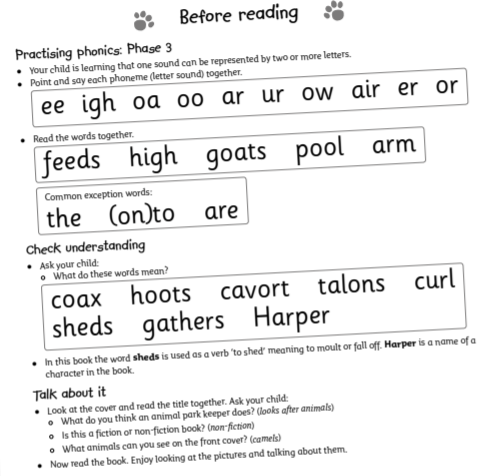 Before reading
Practising phonics: Phase 3
• Your child is learning that one sound can be represented by two or more letters.
• Point and say each phoneme (letter sound) together.
ee igh oa oo ar ur ow air er or
• Read the words together.
feeds high goats pool arm
Common exception words:
the (on)to are
Check understanding
• Ask your child:
o What do these words mean?
coax hoots cavort talons curl
sheds gathers Harper
• In this book the word sheds is used as a verb 'to shed' meaning to moult or fall off. Harper is a name of a
character in the book.
Talk about it
• Look at the cover and read the title together. Ask your child:
o What do you think an animal park keeper does? (looks after animals)
o Is this a fiction or non-fiction book? (non-fiction)
o What animals can you see on the front cover? (camels)
• Now read the book. Enjoy looking at the pictures and talking about them.